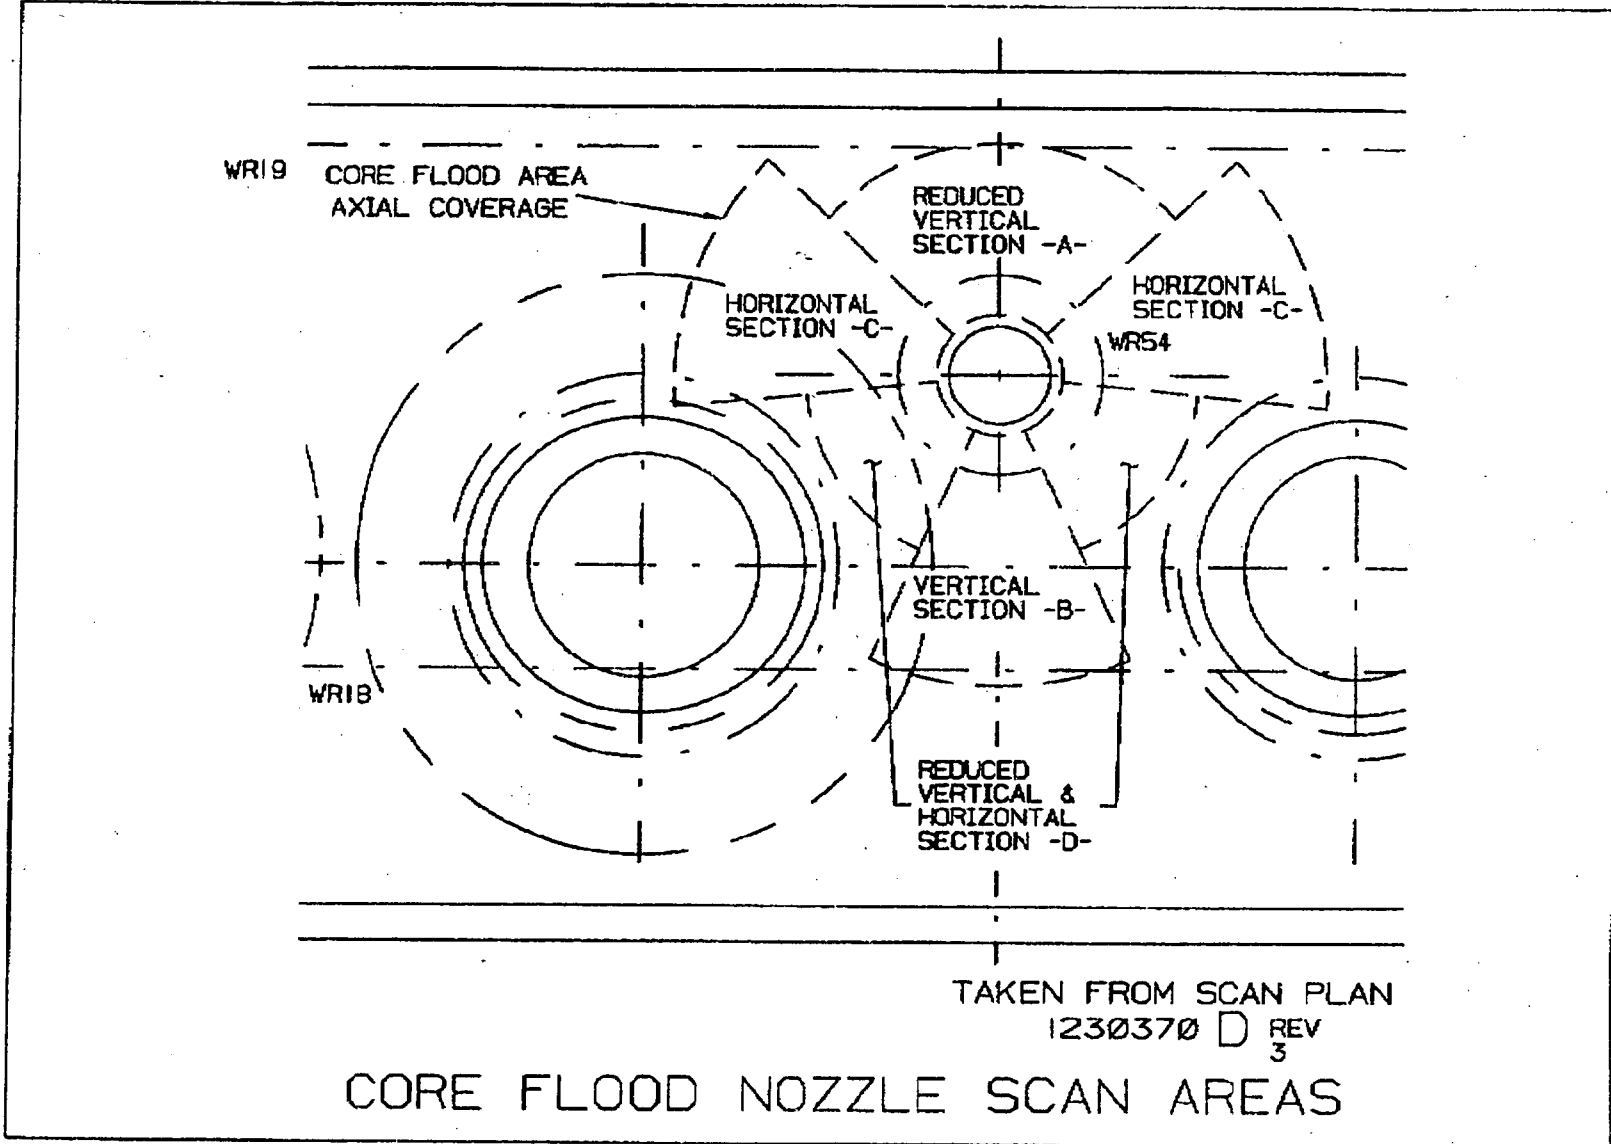 WR19
CORE FLOOD AREA
AXIAL COVERAGE
REDUCED
VERTICAL
SECTION -A-
HORIZONTAL
SECTION -C-
HORIZONTAL
SECTION -C-
WR54
VERTICAL
SECTION -B-
WR18
REDUCED
VERTICAL &
HORIZONTAL
SECTION -D-
TAKEN FROM SCAN PLAN
1230370 D REV
3
CORE FLOOD NOZZLE SCAN AREAS